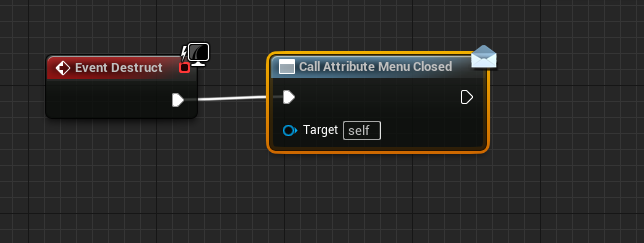 Event Destruct
Call Attribute Menu Closed
Target self